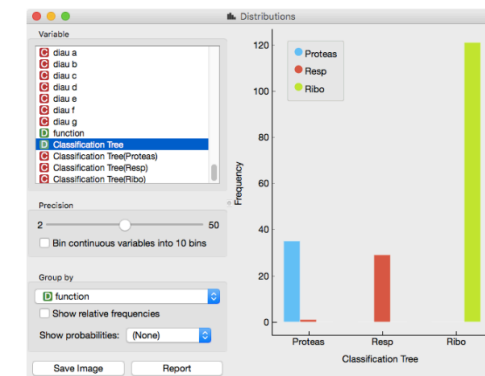 Distributions
Variable
C diau a
C diau b
C diau c
C diau d
C diau e
C diau f
C diau g
D function
D Classification Tree
C Classification Tree(Proteas)
C Classification Tree(Resp)
C Classification Tree(Ribo)
Precision
2 50
Bin continuous variables into 10 bins
Group by
D function
Show relative frequencies
Show probabilities: (None)
Save Image Report
120
100
80
60
40
20
0
Frequency
Proteas
Resp
Ribo
Proteas Resp Ribo
Classification Tree